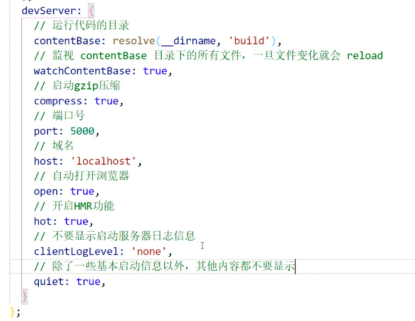 devServer: {
// 运行代码的目录
contentBase: resolve(__dirname, 'build'),
// 监视 contentBase 目录下的所有文件，一旦文件变化就会 reload
watchContentBase: true,
// 启动gzip压缩
compress: true,
// 端口号
port: 5000,
// 域名
host: 'localhost',
// 自动打开浏览器
open: true,
// 开启HMR功能
hot: true,
// 不要显示启动服务器日志信息
clientLogLevel: 'none',
// 除了一些基本启动信息以外，其他内容都不要显示
quiet: true,
}
};